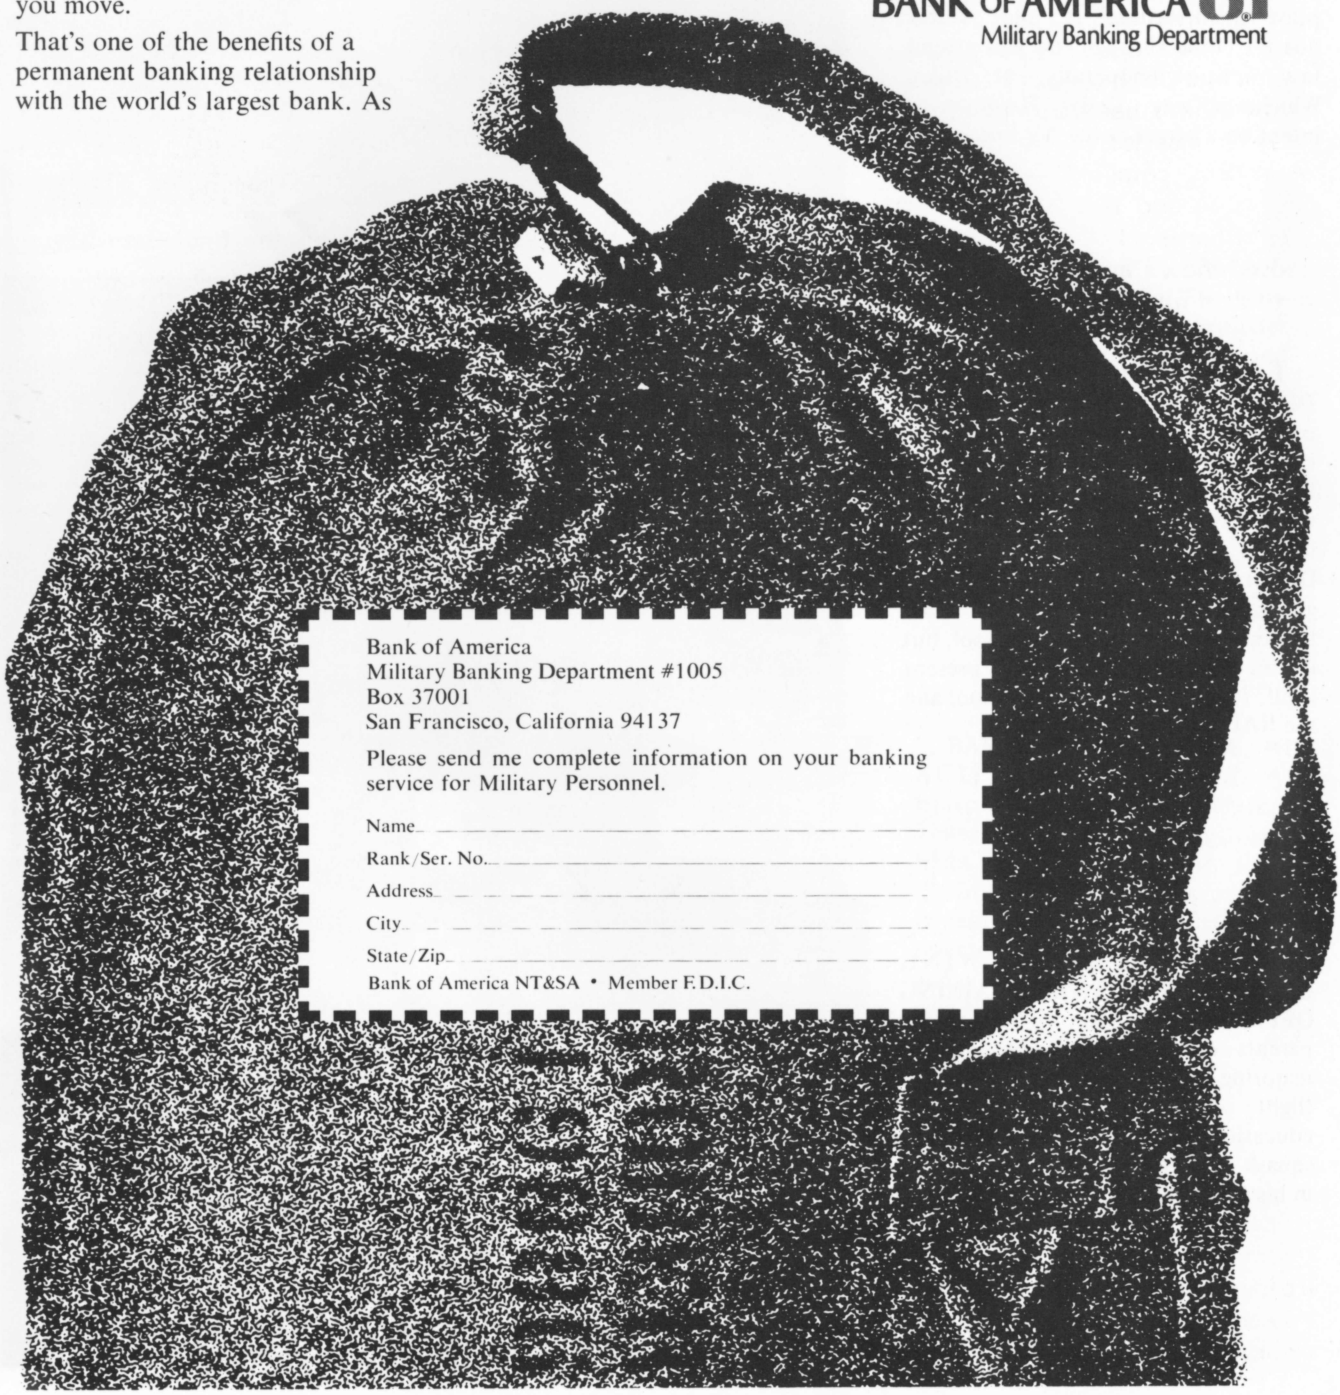 you move.
That's one of the benefits of a
permanent banking relationship
with the world's largest bank. As
BANK OF AMERICA
Military Banking Department
Bank of America
Military Banking Department #1005
Box 37001
San Francisco, California 94137
Please send me complete information on your banking
service for Military Personnel.
Name
Rank/Ser. No.
Address
City
State/Zip
Bank of America NT&SA • Member F.D.I.C.